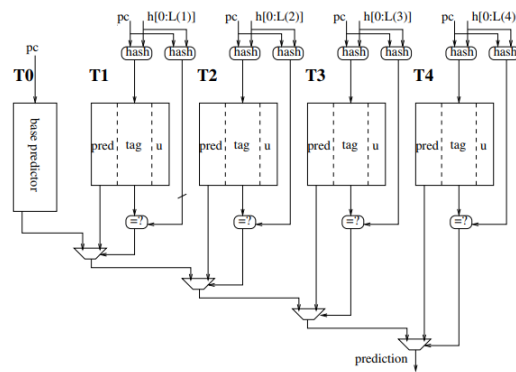 pc h[0:L(1)] pc h[0:L(2)] pc h[0:L(3)] pc h[0:L(4)]
pc
hash hash hash hash hash hash hash hash
T0 T1 T2 T3 T4
base predictor
pred tag u pred tag u pred tag u pred tag u
=? =? =? =?
prediction